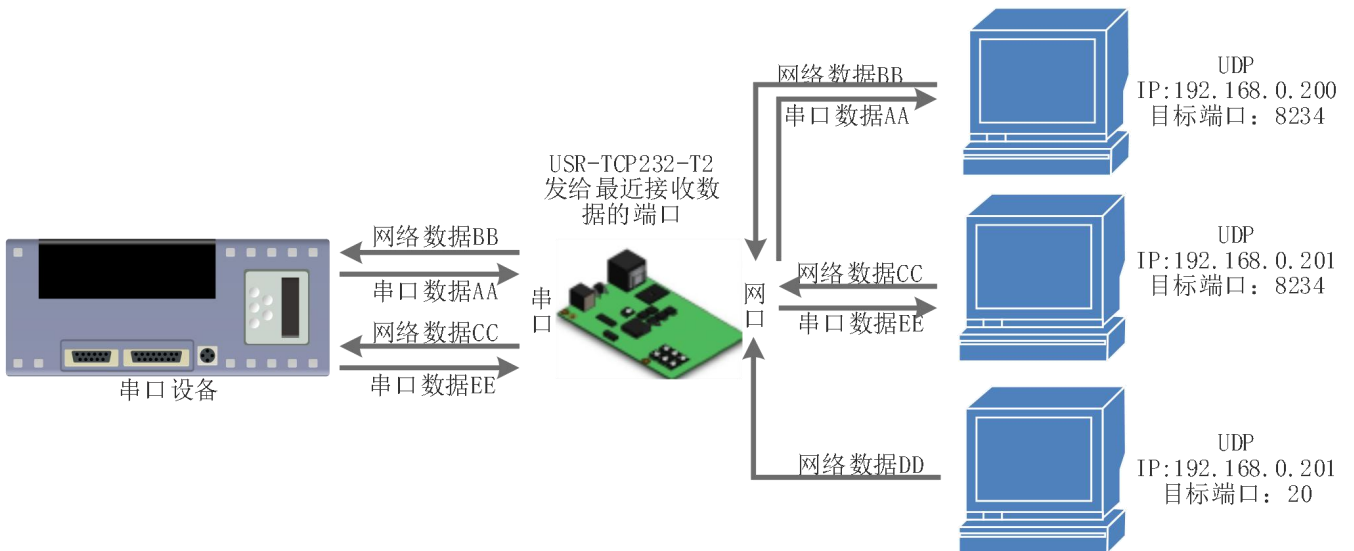 网络数据BB
串口数据AA
UDP
IP:192.168.0.200
目标端口：8234
USR-TCP232-T2
发给最近接收数
据的端口
网络数据BB
串口数据AA
网络数据CC
串口数据EE
串口设备
串口
网口
网络数据CC
串口数据EE
UDP
IP:192.168.0.201
目标端口：8234
网络数据DD
UDP
IP:192.168.0.201
目标端口：20